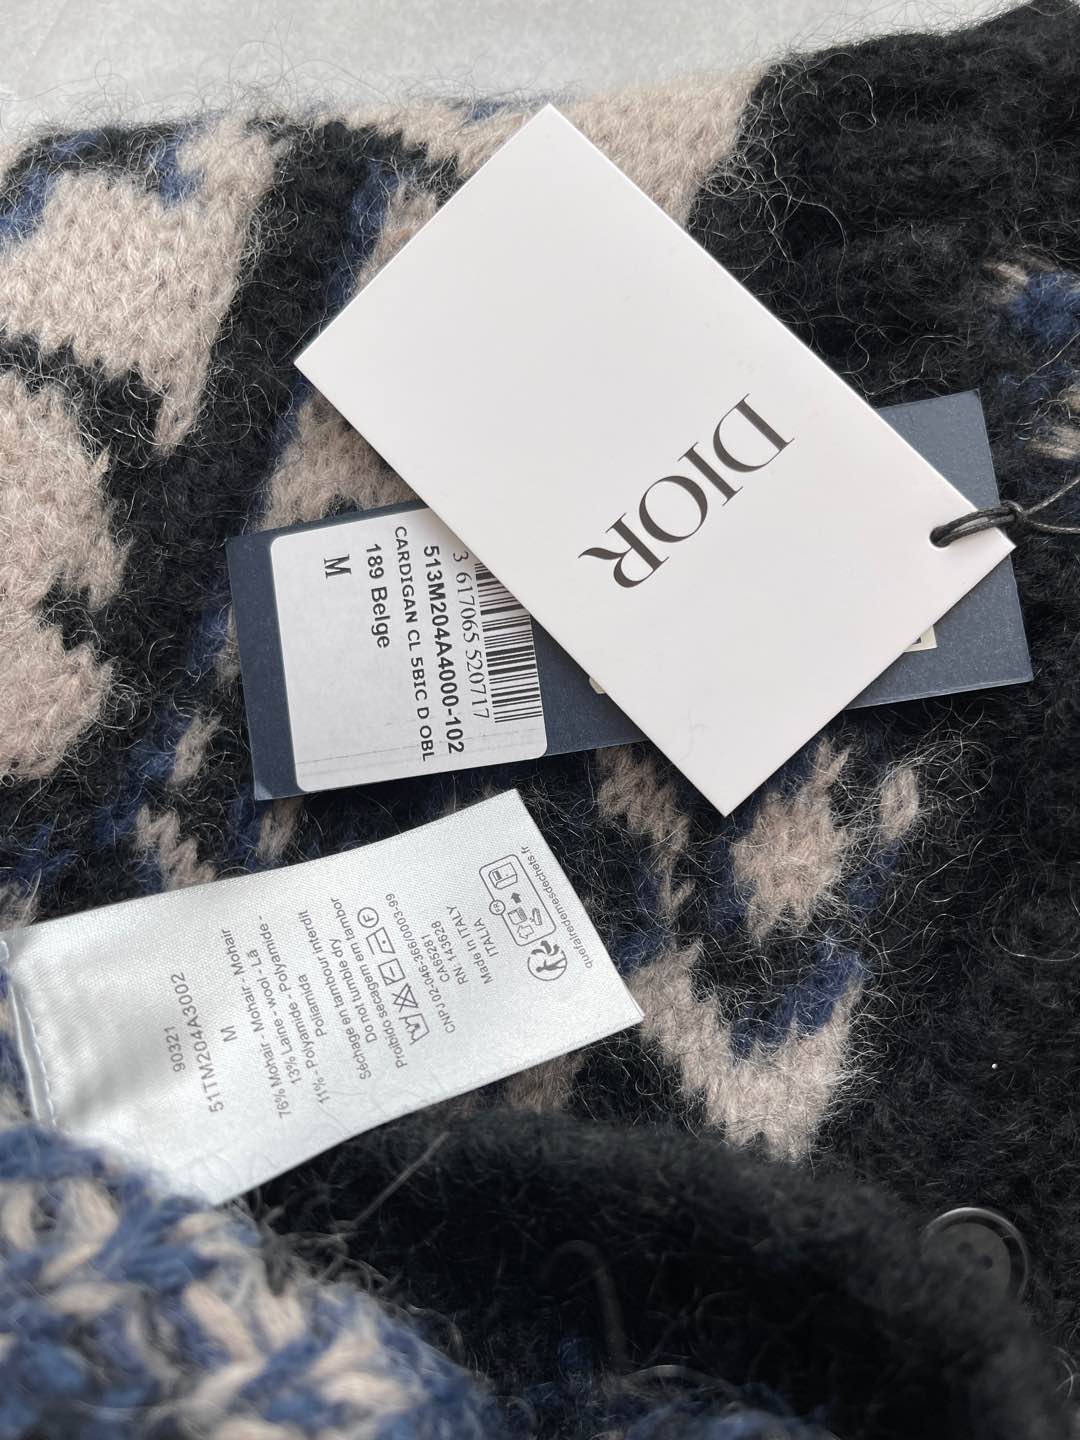 DIOR
3 617065 520717
513M204A4000-102
CARDIGAN CL 5BIC D OBL
189 Beige
M
90321
51TM204A3002
M
76% Mohair - Mohair - Mohair
13% Laine - wool - Lã
11% - Polyamide - Polyamide -
Poliamida
Séchage en tambour interdit
Do not tumble dry
Proibido secagem em tambor
F
CNPJ 02-046-366/0003-99
CA65281
RN: 143628
Made in ITALY
ITALIA
quefairedemesdechets.fr